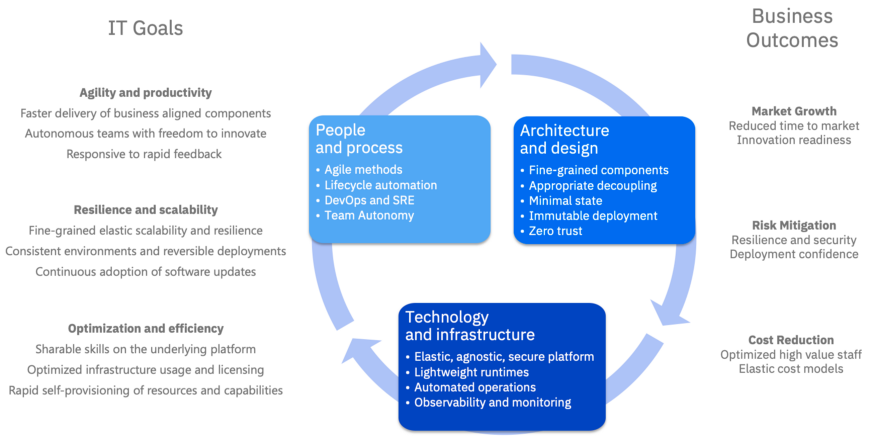 IT Goals
Agility and productivity
Faster delivery of business aligned components
Autonomous teams with freedom to innovate
Responsive to rapid feedback
Resilience and scalability
Fine-grained elastic scalability and resilience
Consistent environments and reversible deployments
Continuous adoption of software updates
Optimization and efficiency
Sharable skills on the underlying platform
Optimized infrastructure usage and licensing
Rapid self-provisioning of resources and capabilities
People
and process
• Agile methods
• Lifecycle automation
• DevOps and SRE
• Team Autonomy
Architecture
and design
• Fine-grained components
• Appropriate decoupling
• Minimal state
• Immutable deployment
• Zero trust
Technology
and infrastructure
• Elastic, agnostic, secure platform
• Lightweight runtimes
• Automated operations
• Observability and monitoring
Business
Outcomes
Market Growth
Reduced time to market
Innovation readiness
Risk Mitigation
Resilience and security
Deployment confidence
Cost Reduction
Optimized high value staff
Elastic cost models